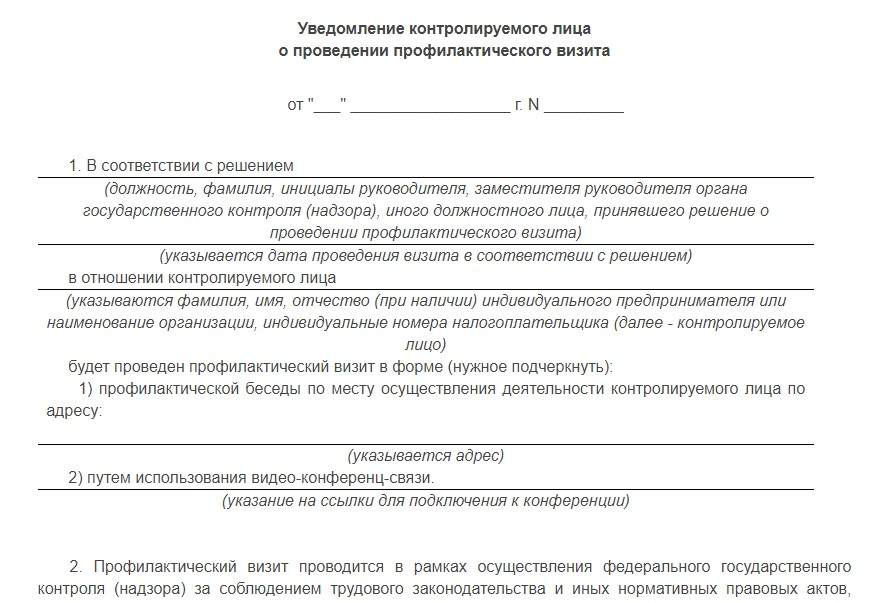 Уведомление контролируемого лица
о проведении профилактического визита
от "___" ____________________ г. N _________
1. В соответствии с решением
(должность, фамилия, инициалы руководителя, заместителя руководителя органа
государственного контроля (надзора), иного должностного лица, принявшего решение о
проведении профилактического визита)
(указывается дата проведения визита в соответствии с решением)
в отношении контролируемого лица
(указываются фамилия, имя, отчество (при наличии) индивидуального предпринимателя или
наименование организации, индивидуальные номера налогоплательщика (далее - контролируемое
лицо)
будет проведен профилактический визит в форме (нужное подчеркнуть):
1) профилактической беседы по месту осуществления деятельности контролируемого лица по
адресу:
(указывается адрес)
2) путем использования видео-конференц-связи.
(указание на ссылки для подключения к конференции)
2. Профилактический визит проводится в рамках осуществления федерального государственного
контроля (надзора) за соблюдением трудового законодательства и иных нормативных правовых актов,